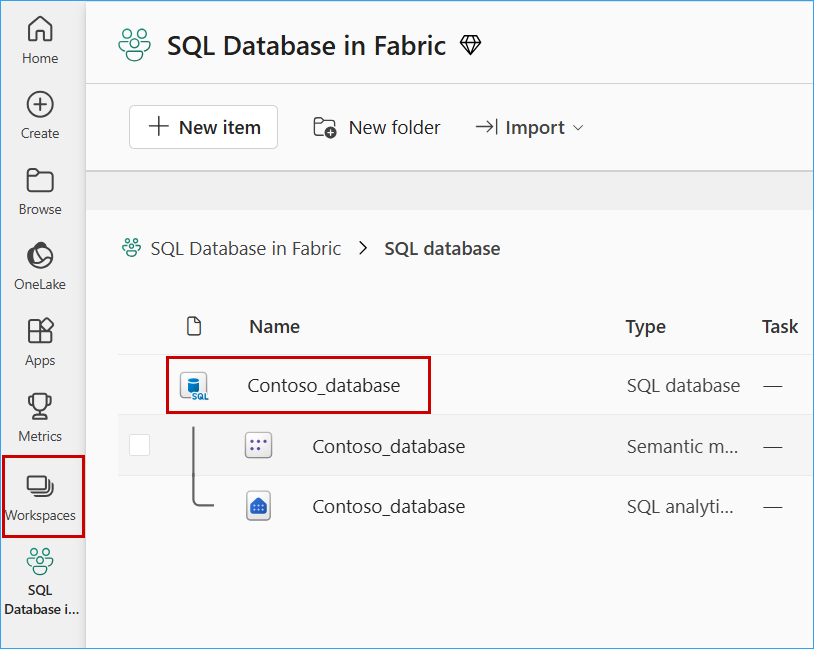 Home
Create
Browse
OneLake
Apps
Metrics
Workspaces
SQL
Database i...
SQL Database in Fabric
New item
New folder
Import
SQL Database in Fabric > SQL database
Name Type Task
SQL Contoso_database SQL database —
Contoso_database Semantic m... —
Contoso_database SQL analyti... —